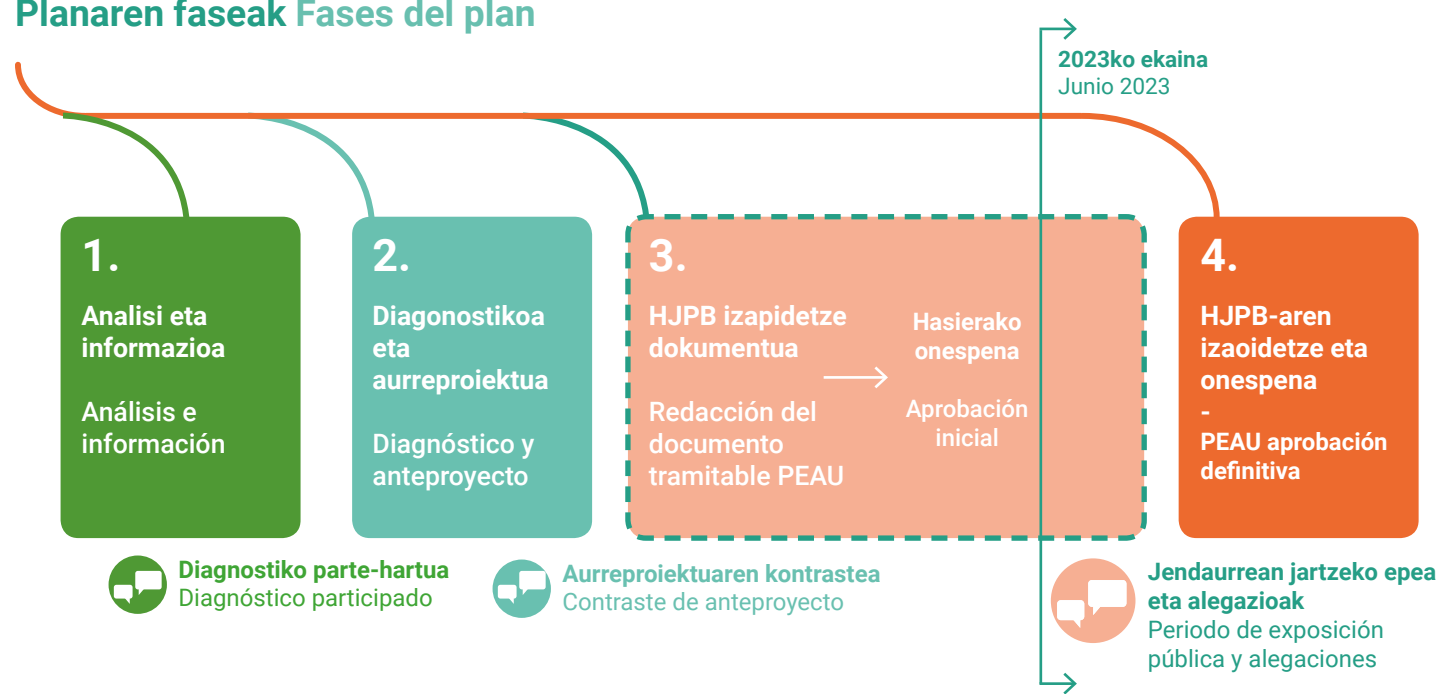 Planaren faseak Fases del plan
2023ko ekaina
Junio 2023
1.
Analisi eta
informazioa
Análisis e
información
2.
Diagonostikoa
eta
aurreproiektua
Diagnóstico y
anteproyecto
3.
HJPB izapidetze
dokumentua
Redacción del
documento
tramitable PEAU
Hasierako
onespena
Aprobación
inicial
4.
HJPB-aren
izaoidetze eta
onespena
-
PEAU aprobación
definitiva
Diagnostiko parte-hartua
Diagnóstico participado
Aurreproiektuaren kontrastea
Contraste de anteproyecto
Jendaurrean jartzeko epea
eta alegazioak
Periodo de exposición
pública y alegaciones